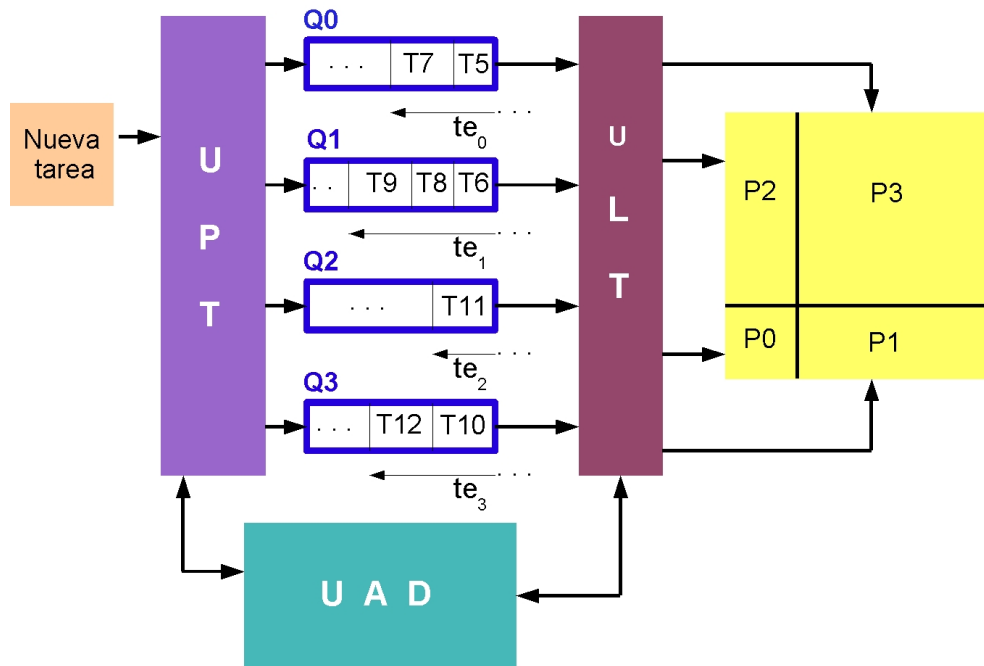 Nueva
tarea
U
P
T
Q0
. . . T7 T5
. . .
te0
Q1
. . T9 T8 T6
. . .
te1
Q2
. . . T11
. . .
te2
Q3
. . . T12 T10
. . .
te3
U
L
T
P2 P3
P0 P1
U A D